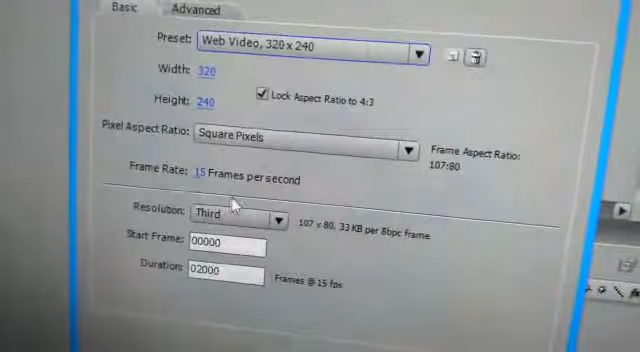 Basic Advanced
Preset: Web Video, 320 x 240
Width: 320
Height: 240
Lock Aspect Ratio to 4:3
Pixel Aspect Ratio: Square Pixels
Frame Aspect Ratio:
107:80
Frame Rate: 15 Frames per second
Resolution: Third 107 x 80, 33 KB per 8bpc frame
Start Frame: 00000
Duration: 02000 Frames @ 15 fps